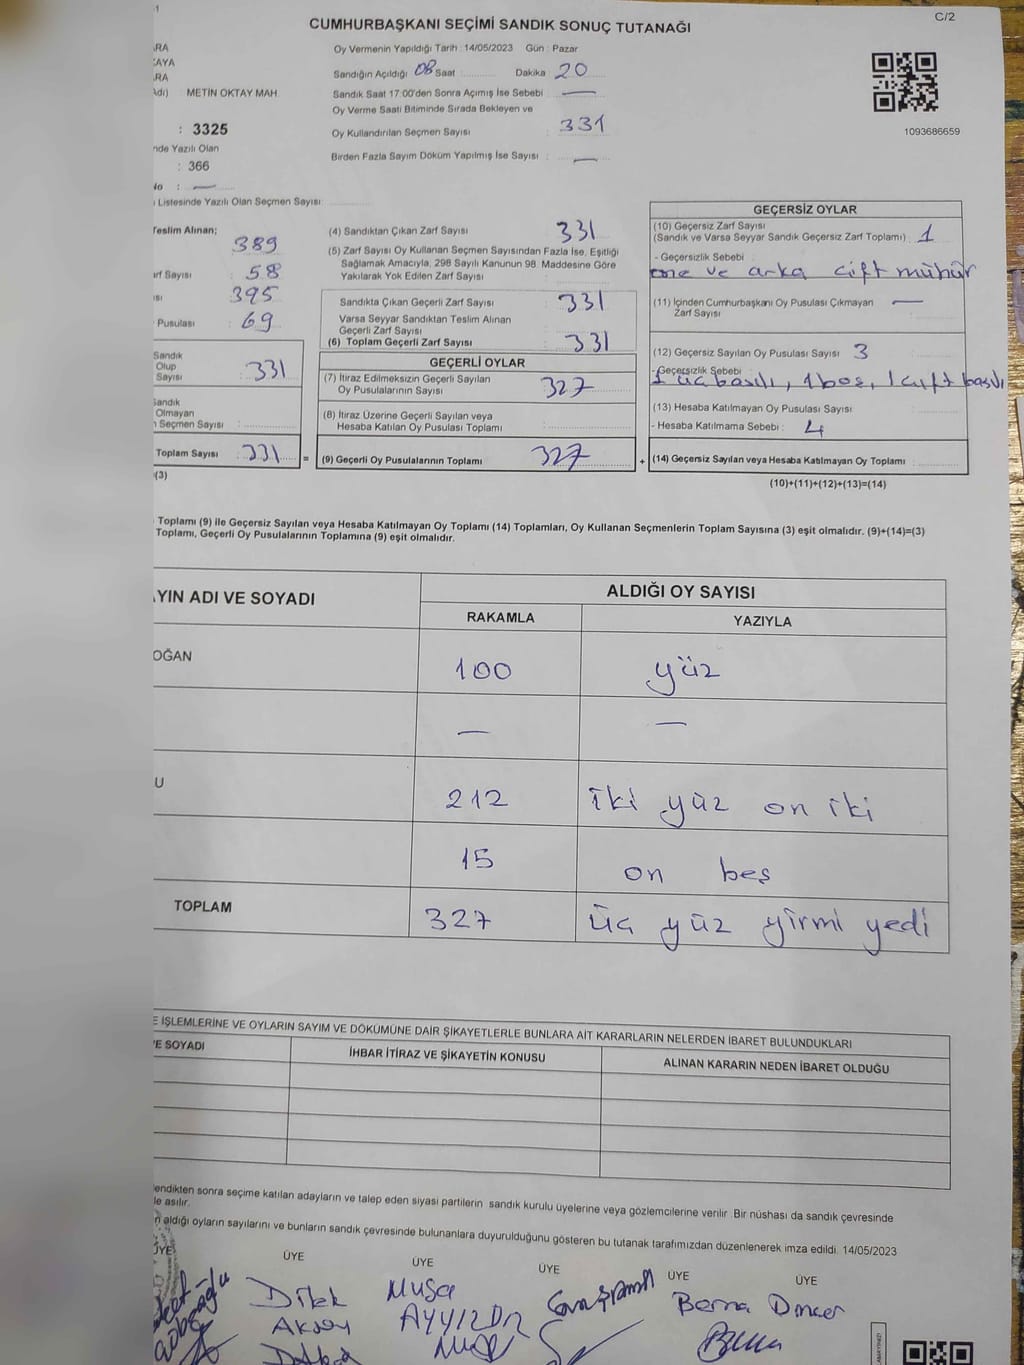 C/2
CUMHURBAŞKANI SEÇİMİ SANDIK SONUÇ TUTANAĞI
Oy Vermenin Yapıldığı Tarih :14/05/2023 Gün : Pazar
Sandığın Açıldığı 08 Saat Dakika 20
METİN OKTAY MAH.
Sandık Saat 17:00'den Sonra Açımış İse Sebebi : —
Oy Verme Saati Bitiminde Sırada Bekleyen ve
Oy Kullandırılan Seçmen Sayısı : 331
: 3325
1093686659
nde Yazılı Olan
: 366
Birden Fazla Sayım Döküm Yapılmış İse Sayısı : —
No : —
Listesinde Yazılı Olan Seçmen Sayısı:
Teslim Alınan;
389
58
395
Pusulası : 69
Sandık
Olup
Sayısı : 331
Sandık
Olmayan
Seçmen Sayısı :
Toplam Sayısı : 331 =
(3)
(4) Sandıktan Çıkan Zarf Sayısı : 331
(5) Zarf Sayısı Oy Kullanan Seçmen Sayısından Fazla İse, Eşitliği
Sağlamak Amacıyla, 298 Sayılı Kanunun 98. Maddesine Göre
Yakılarak Yok Edilen Zarf Sayısı :
Sandıkta Çıkan Geçerli Zarf Sayısı : 331
Varsa Seyyar Sandıktan Teslim Alınan
Geçerli Zarf Sayısı
(6) Toplam Geçerli Zarf Sayısı : 331
GEÇERLİ OYLAR
(7) İtiraz Edilmeksizin Geçerli Sayılan
Oy Pusulalarının Sayısı : 327
(8) İtiraz Üzerine Geçerli Sayılan veya
Hesaba Katılan Oy Pusulası Toplamı :
(9) Geçerli Oy Pusulalarının Toplamı : 327 +
GEÇERSİZ OYLAR
(10) Geçersiz Zarf Sayısı
(Sandık ve Varsa Seyyar Sandık Geçersiz Zarf Toplamı) : 1
- Geçersizlik Sebebi :
öne ve arka çift mühür
(11) İçinden Cumhurbaşkanı Oy Pusulası Çıkmayan —
Zarf Sayısı :
(12) Geçersiz Sayılan Oy Pusulası Sayısı : 3
-Geçersizlik Sebebi :
1 üç basılı, 1 boş, 1 çift basılı
(13) Hesaba Katılmayan Oy Pusulası Sayısı :
- Hesaba Katılmama Sebebi : 4
(14) Geçersiz Sayılan veya Hesaba Katılmayan Oy Toplamı :
(10)+(11)+(12)+(13)=(14)
Toplamı (9) ile Geçersiz Sayılan veya Hesaba Katılmayan Oy Toplamı (14) Toplamları, Oy Kullanan Seçmenlerin Toplam Sayısına (3) eşit olmalıdır. (9)+(14)=(3)
Toplamı, Geçerli Oy Pusulalarının Toplamına (9) eşit olmalıdır.
AYIN ADI VE SOYADI
ALDIĞI OY SAYISI
RAKAMLA YAZIYLA
DOĞAN 100 yüz
— —
U 212 iki yüz on iki
15 on beş
TOPLAM 327 üç yüz yirmi yedi
E İŞLEMLERİNE VE OYLARIN SAYIM VE DÖKÜMÜNE DAİR ŞİKAYETLERLE BUNLARA AİT KARARLARIN NELERDEN İBARET BULUNDUKLARI
VE SOYADI İHBAR İTİRAZ VE ŞİKAYETİN KONUSU ALINAN KARARIN NEDEN İBARET OLDUĞU
lendikten sonra seçime katılan adayların ve talep eden siyasi partilerin sandık kurulu üyelerine veya gözlemcilerine verilir. Bir nüshası da sandık çevresinde
le asılır.
n aldığı oyların sayılarını ve bunların sandık çevresinde bulunanlara duyurulduğunu gösteren bu tutanak tarafımızdan düzenlenerek imza edildi. 14/05/2023
ÜYE ÜYE ÜYE ÜYE ÜYE ÜYE
Dilek Musa Berna Dincer
Aksoy